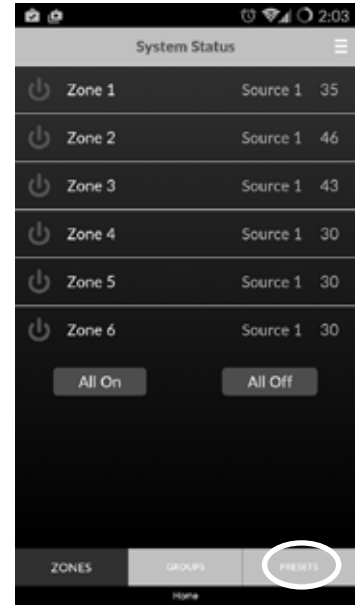 2:03
System Status
Zone 1 Source 1 35
Zone 2 Source 1 46
Zone 3 Source 1 43
Zone 4 Source 1 30
Zone 5 Source 1 30
Zone 6 Source 1 30
All On All Off
ZONES GROUPS PRESETS
Home